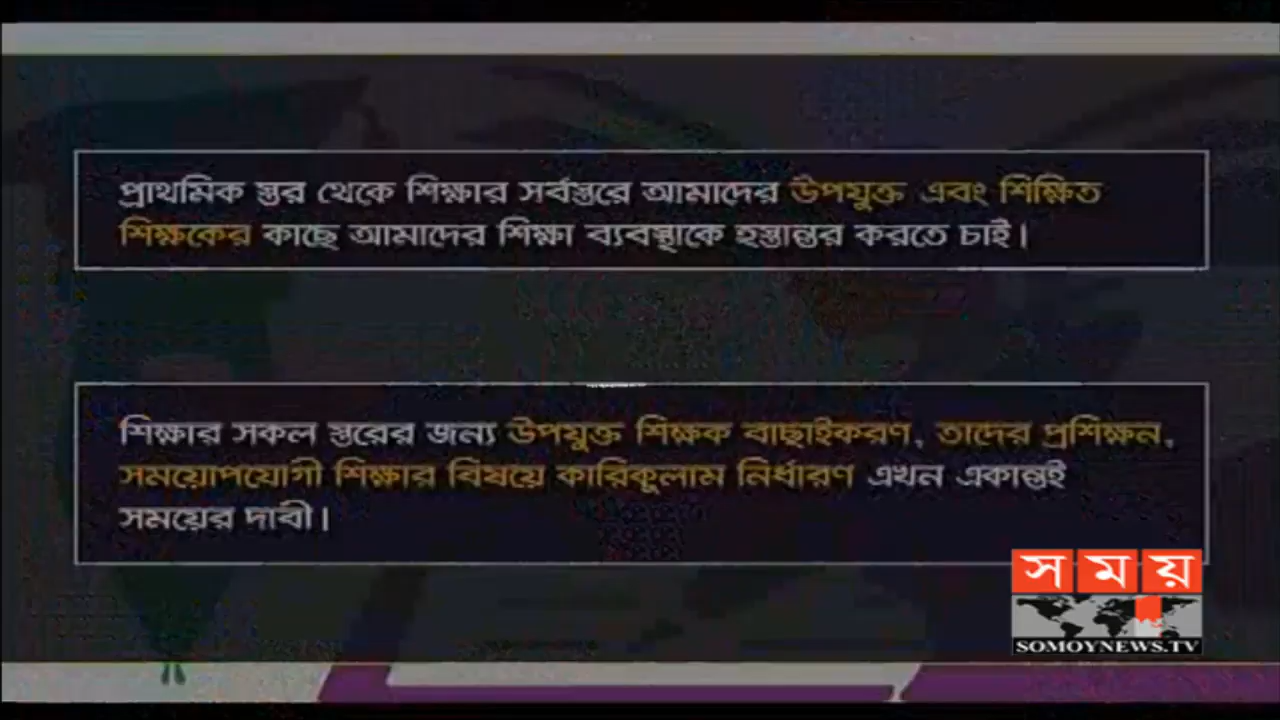 প্রাথমিক স্তর থেকে শিক্ষার সর্বস্তরে আমাদের উপযুক্ত এবং শিক্ষিত
শিক্ষকের কাছে আমাদের শিক্ষা ব্যবস্থাকে হস্তান্তর করতে চাই।
শিক্ষার সকল স্তরের জন্য উপযুক্ত শিক্ষক বাছাইকরণ, তাদের প্রশিক্ষন,
সময়োপযোগী শিক্ষার বিষয়ে কারিকুলাম নির্ধারণ এখন একান্তই
সময়ের দাবী।
সময়
SOMOYNEWS.TV